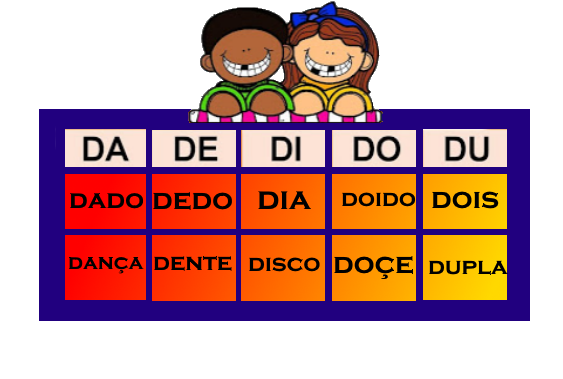 DA DE DI DO DU
DADO DEDO DIA DOIDO DOIS
DANÇA DENTE DISCO DOÇE DUPLA